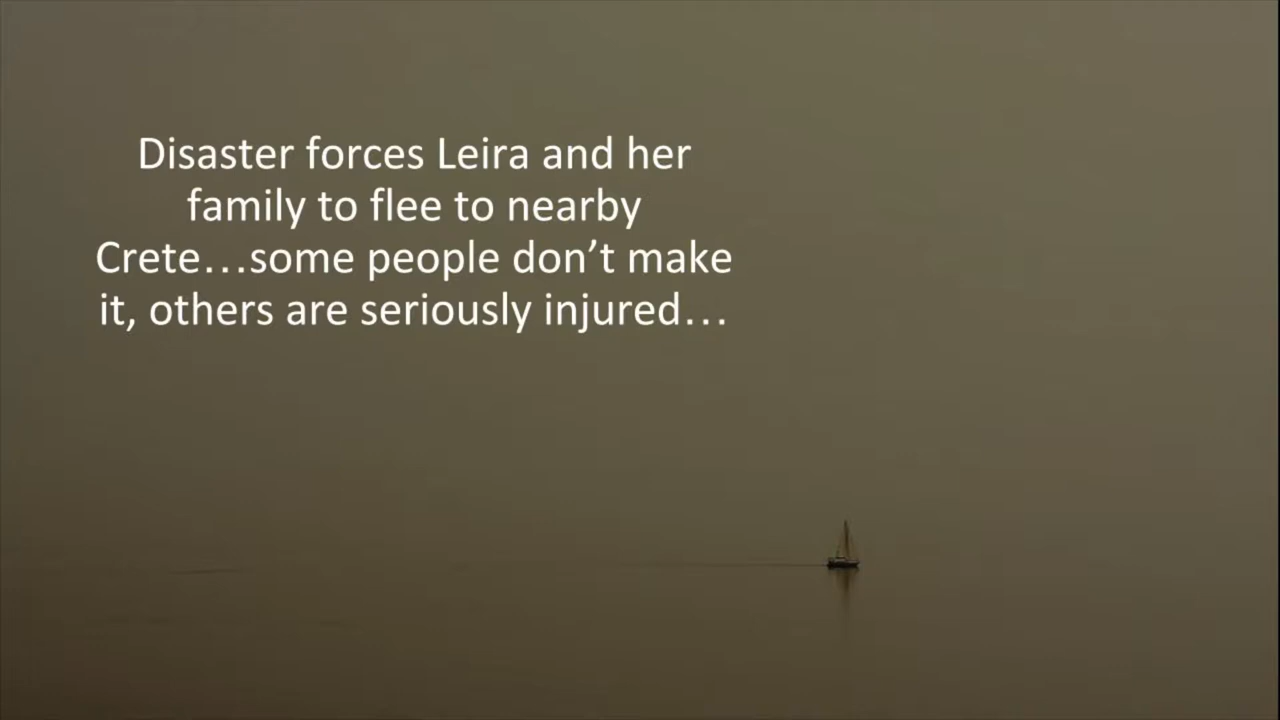 Disaster forces Leira and her
family to flee to nearby
Crete…some people don’t make
it, others are seriously injured…